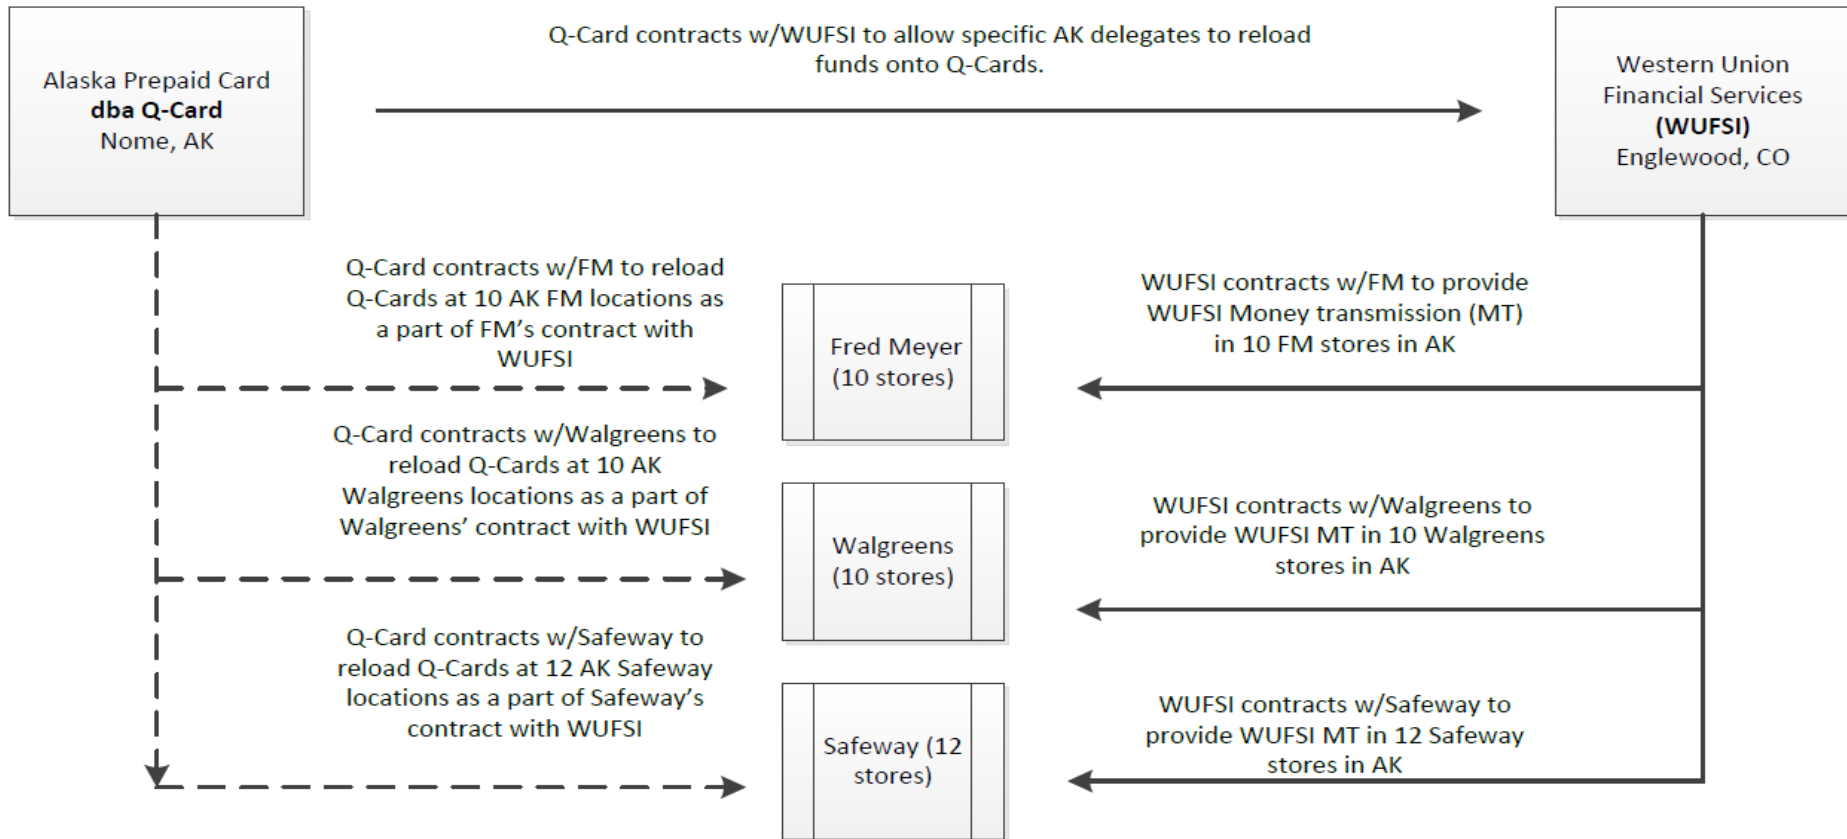 Alaska Prepaid Card
dba Q-Card
Nome, AK
Q-Card contracts w/WUFSI to allow specific AK delegates to reload
funds onto Q-Cards.
Western Union
Financial Services
(WUFSI)
Englewood, CO
Q-Card contracts w/FM to reload
Q-Cards at 10 AK FM locations as
a part of FM’s contract with
WUFSI
Fred Meyer
(10 stores)
WUFSI contracts w/FM to provide
WUFSI Money transmission (MT)
in 10 FM stores in AK
Q-Card contracts w/Walgreens to
reload Q-Cards at 10 AK
Walgreens locations as a part of
Walgreens’ contract with WUFSI
Walgreens
(10 stores)
WUFSI contracts w/Walgreens to
provide WUFSI MT in 10 Walgreens
stores in AK
Q-Card contracts w/Safeway to
reload Q-Cards at 12 AK Safeway
locations as a part of Safeway’s
contract with WUFSI
Safeway (12
stores)
WUFSI contracts w/Safeway to
provide WUFSI MT in 12 Safeway
stores in AK